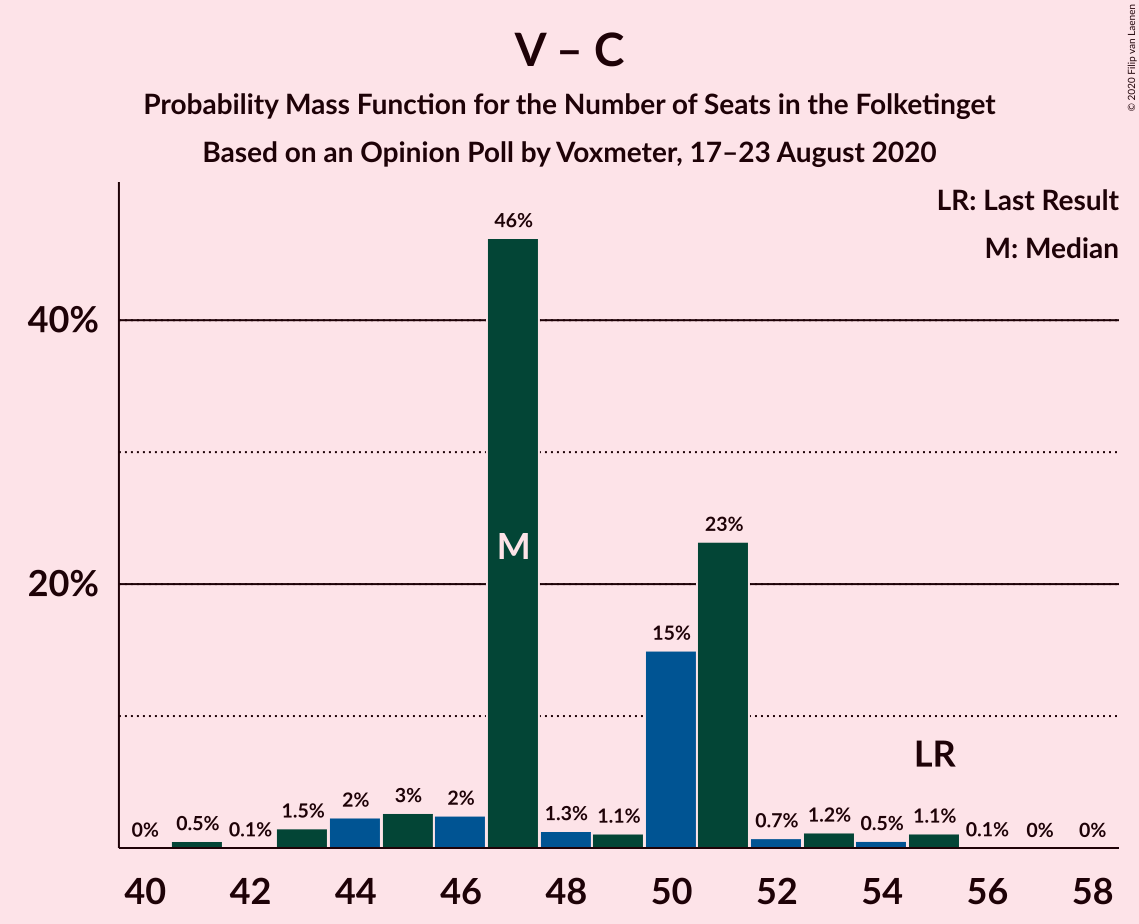 V – C
Probability Mass Function for the Number of Seats in the Folketinget
Based on an Opinion Poll by Voxmeter, 17–23 August 2020
© 2020 Filip van Laenen
LR: Last Result
M: Median
40%
20%
0%
0.5%
0.1%
1.5%
2%
3%
2%
46%
1.3%
1.1%
15%
23%
0.7%
1.2%
0.5%
1.1%
0.1%
0%
0%
M
LR
40 42 44 46 48 50 52 54 56 58